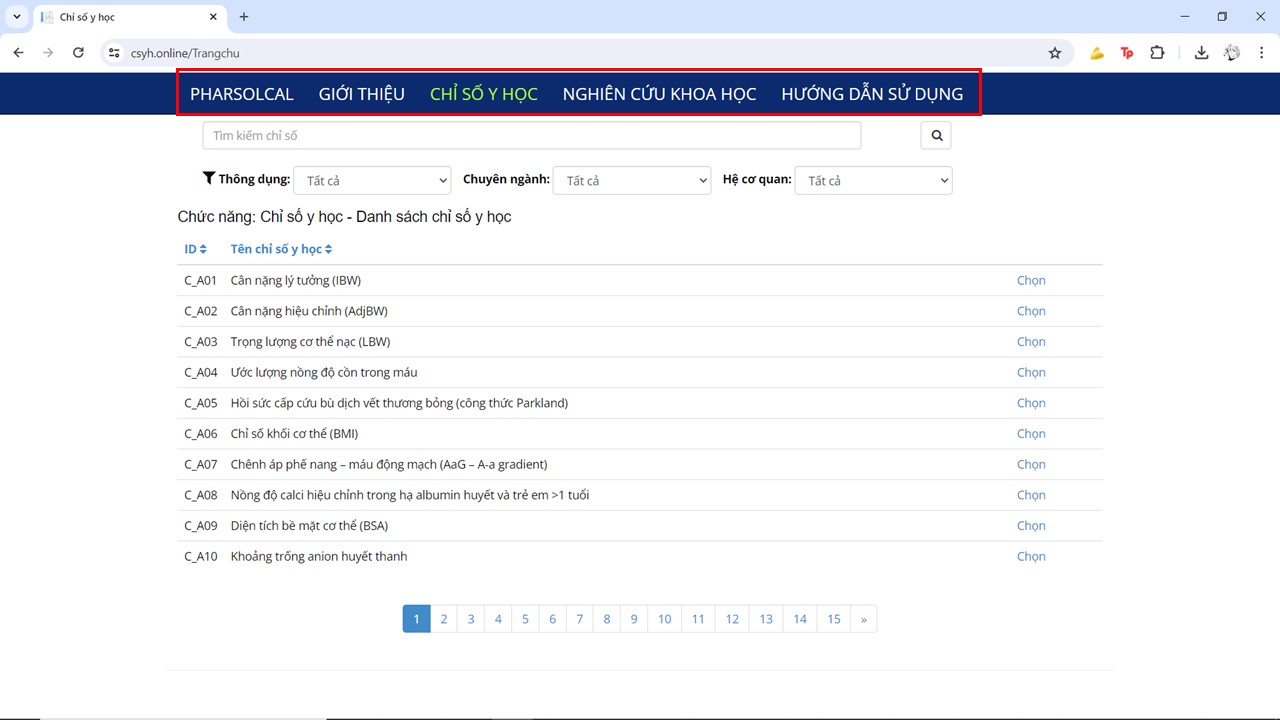 Chỉ số y học
csyh.online/Trangchu
PHARSOLCAL GIỚI THIỆU CHỈ SỐ Y HỌC NGHIÊN CỨU KHOA HỌC HƯỚNG DẪN SỬ DỤNG
Tìm kiếm chỉ số
Thông dụng: Tất cả Chuyên ngành: Tất cả Hệ cơ quan: Tất cả
Chức năng: Chỉ số y học - Danh sách chỉ số y học
ID Tên chỉ số y học
C_A01 Cân nặng lý tưởng (IBW) Chọn
C_A02 Cân nặng hiệu chỉnh (AdjBW) Chọn
C_A03 Trọng lượng cơ thể nạc (LBW) Chọn
C_A04 Ước lượng nồng độ cồn trong máu Chọn
C_A05 Hồi sức cấp cứu bù dịch vết thương bỏng (công thức Parkland) Chọn
C_A06 Chỉ số khối cơ thể (BMI) Chọn
C_A07 Chênh áp phế nang – máu động mạch (AaG – A-a gradient) Chọn
C_A08 Nồng độ calci hiệu chỉnh trong hạ albumin huyết và trẻ em >1 tuổi Chọn
C_A09 Diện tích bề mặt cơ thể (BSA) Chọn
C_A10 Khoảng trống anion huyết thanh Chọn
1 2 3 4 5 6 7 8 9 10 11 12 13 14 15 »